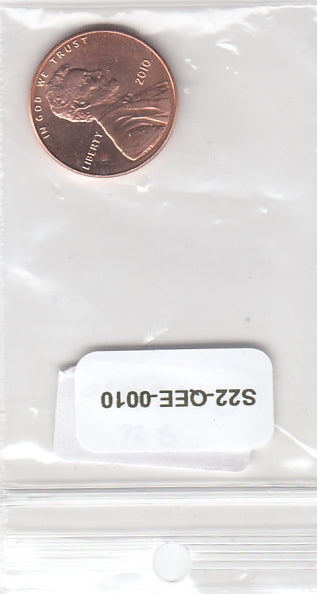 IN GOD WE TRUST
LIBERTY
2010
S22-QEE-0010